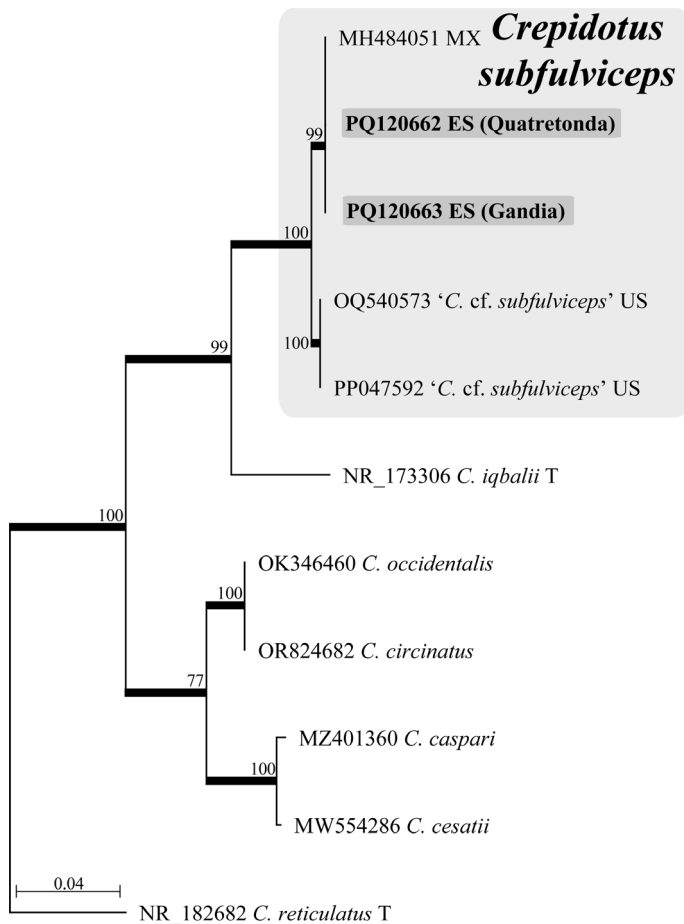 Crepidotus
subfulviceps
MH484051 MX
99
PQ120662 ES (Quatretonda)
PQ120663 ES (Gandia)
100
OQ540573 ‘C. cf. subfulviceps’ US
100
99
PP047592 ‘C. cf. subfulviceps’ US
NR_173306 C. iqbalii T
100
OK346460 C. occidentalis
100
OR824682 C. circinatus
77
MZ401360 C. caspari
100
MW554286 C. cesatii
0.04
NR_182682 C. reticulatus T